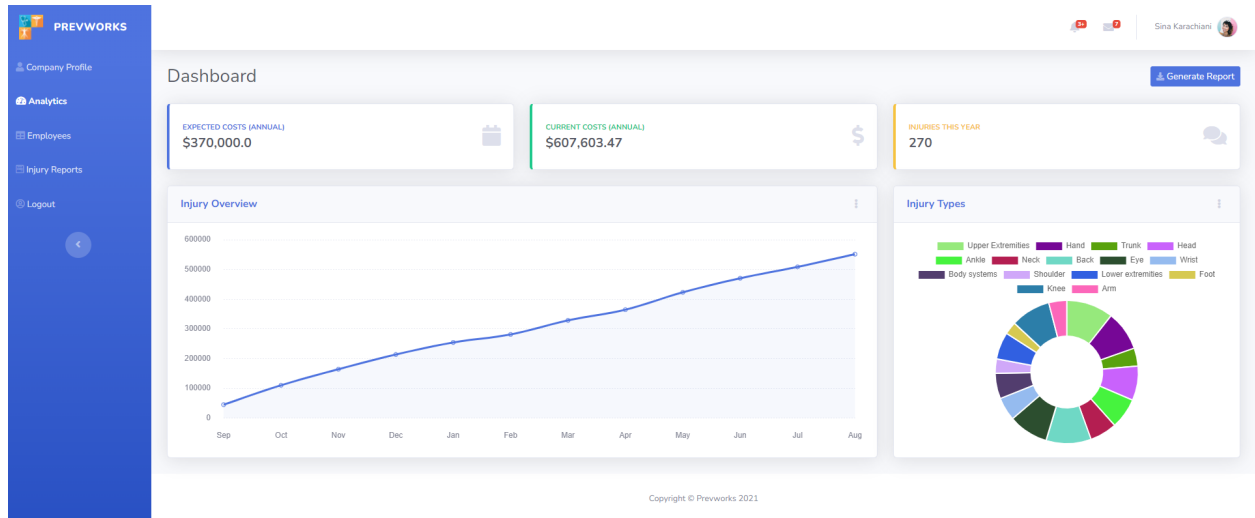 PREVWORKS
3+
7
Sina Karachiani
Company Profile
Analytics
Employees
Injury Reports
Logout
Dashboard
Generate Report
EXPECTED COSTS (ANNUAL)
$370,000.0
CURRENT COSTS (ANNUAL)
$607,603.47
INJURIES THIS YEAR
270
Injury Overview
600000
500000
400000
300000
200000
100000
0
Sep Oct Nov Dec Jan Feb Mar Apr May Jun Jul Aug
Injury Types
Upper Extremities Hand Trunk Head
Ankle Neck Back Eye Wrist
Body systems Shoulder Lower extremities Foot
Knee Arm
Copyright © Prevworks 2021